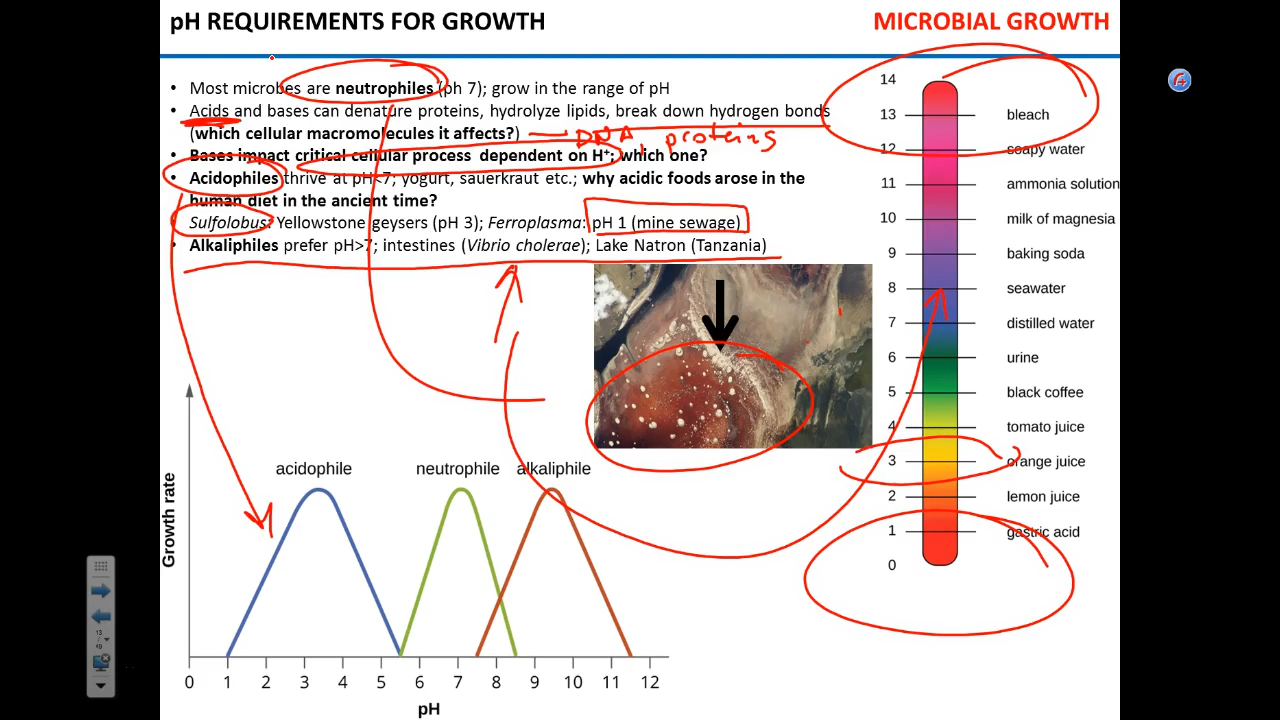 pH REQUIREMENTS FOR GROWTH
MICROBIAL GROWTH
• Most microbes are neutrophiles (ph 7); grow in the range of pH
• Acids and bases can denature proteins, hydrolyze lipids, break down hydrogen bonds
(which cellular macromolecules it affects?)
DNA, proteins
• Bases impact critical cellular process dependent on H⁺; which one?
• Acidophiles thrive at pH<7; yogurt, sauerkraut etc.; why acidic foods arose in the
human diet in the ancient time?
Sulfolobus: Yellowstone geysers (pH 3); Ferroplasma: pH 1 (mine sewage)
• Alkaliphiles prefer pH>7; intestines (Vibrio cholerae); Lake Natron (Tanzania)
14
13 bleach
12 soapy water
11 ammonia solution
10 milk of magnesia
9 baking soda
8 seawater
7 distilled water
6 urine
5 black coffee
4 tomato juice
3 orange juice
2 lemon juice
1 gastric acid
0
acidophile neutrophile alkaliphile
Growth rate
0 1 2 3 4 5 6 7 8 9 10 11 12
pH